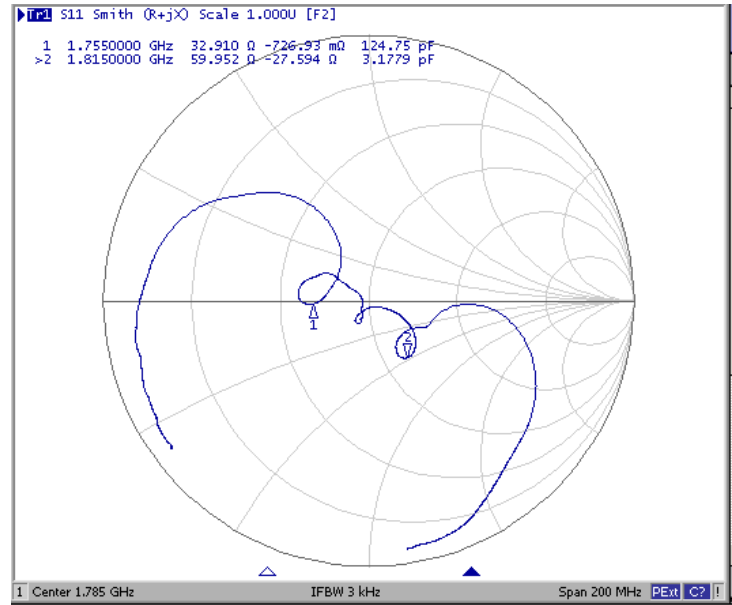 Tr1 S11 Smith (R+jX) Scale 1.000U [F2]
1 1.7550000 GHz 32.910 Ω -726.93 mΩ 124.75 pF
>2 1.8150000 GHz 59.952 Ω -27.594 Ω 3.1779 pF
2
1
1 Center 1.785 GHz IFBW 3 kHz Span 200 MHz PExt C? !